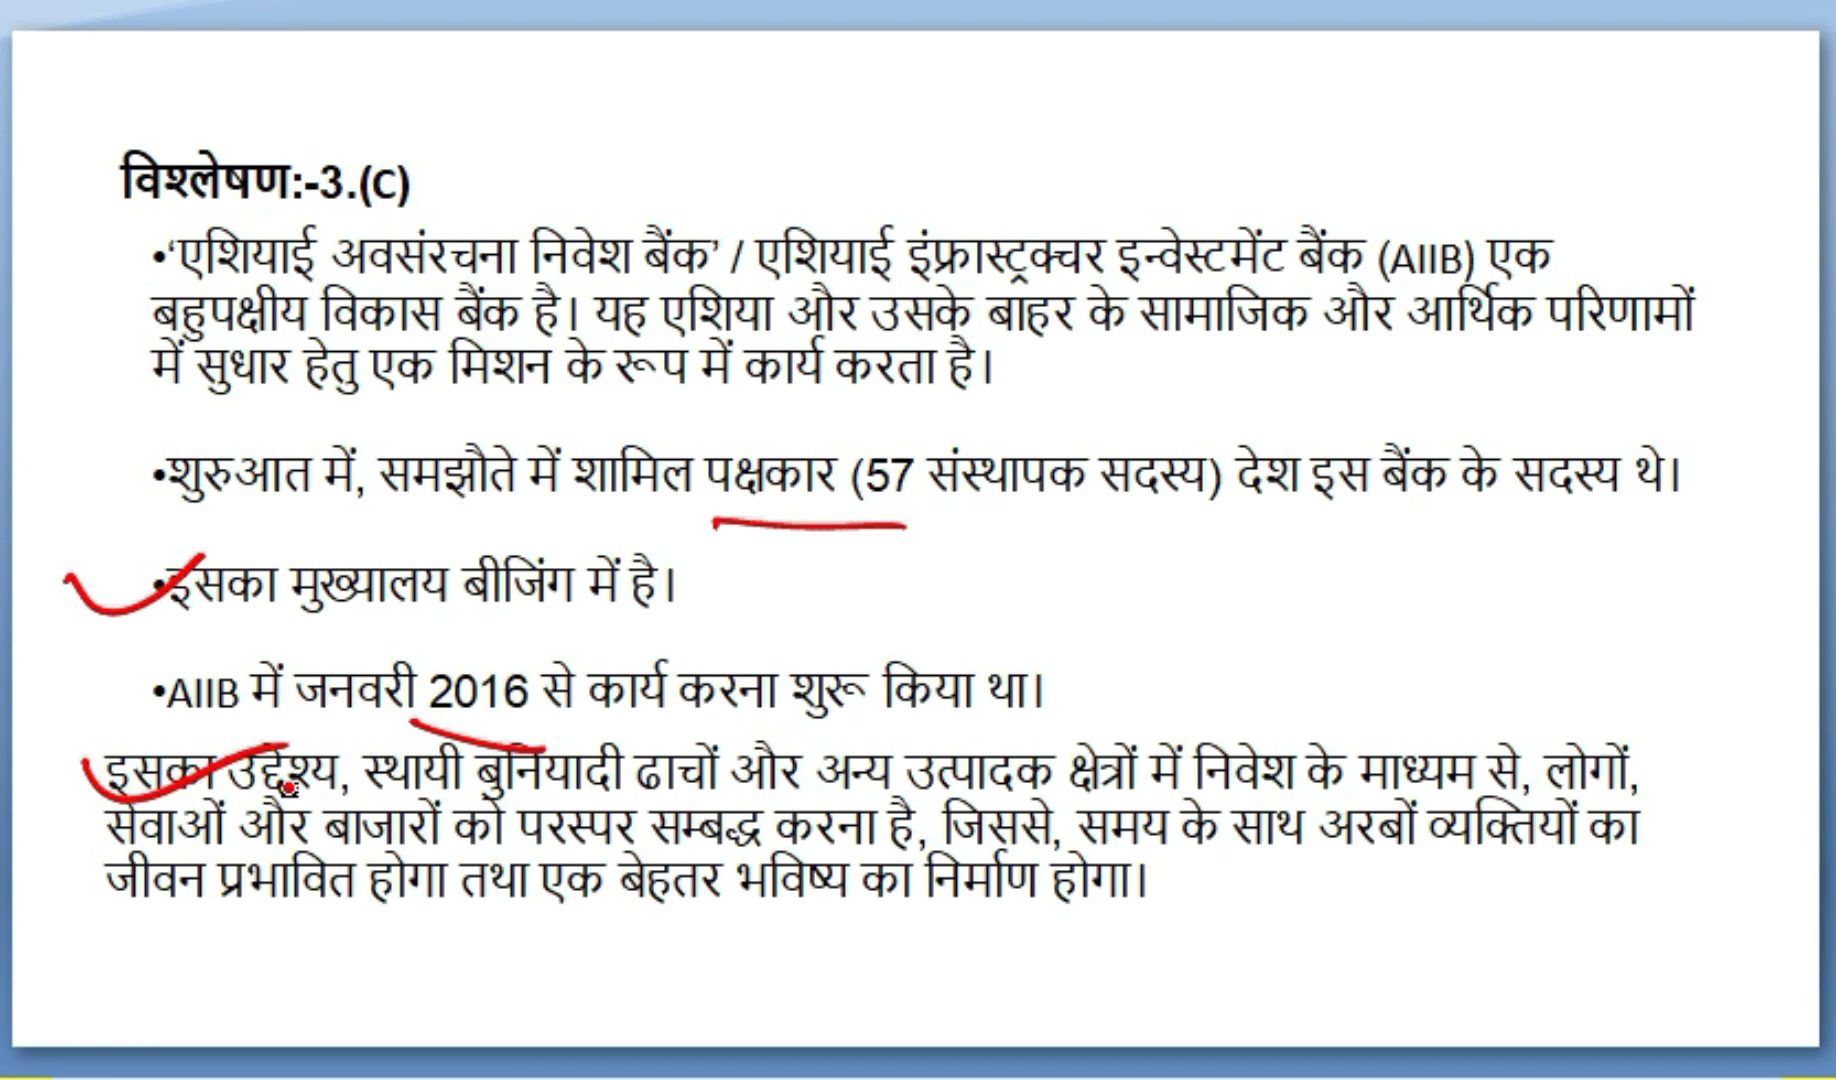 विश्लेषण:-3.(C)
•‘एशियाई अवसंरचना निवेश बैंक’ / एशियाई इंफ्रास्ट्रक्चर इन्वेस्टमेंट बैंक (AIIB) एक
बहुपक्षीय विकास बैंक है। यह एशिया और उसके बाहर के सामाजिक और आर्थिक परिणामों
में सुधार हेतु एक मिशन के रूप में कार्य करता है।
•शुरुआत में, समझौते में शामिल पक्षकार (57 संस्थापक सदस्य) देश इस बैंक के सदस्य थे।
•इसका मुख्यालय बीजिंग में है।
•AIIB में जनवरी 2016 से कार्य करना शुरू किया था।
इसका उद्देश्य, स्थायी बुनियादी ढाचों और अन्य उत्पादक क्षेत्रों में निवेश के माध्यम से, लोगों,
सेवाओं और बाजारों को परस्पर सम्बद्ध करना है, जिससे, समय के साथ अरबों व्यक्तियों का
जीवन प्रभावित होगा तथा एक बेहतर भविष्य का निर्माण होगा।